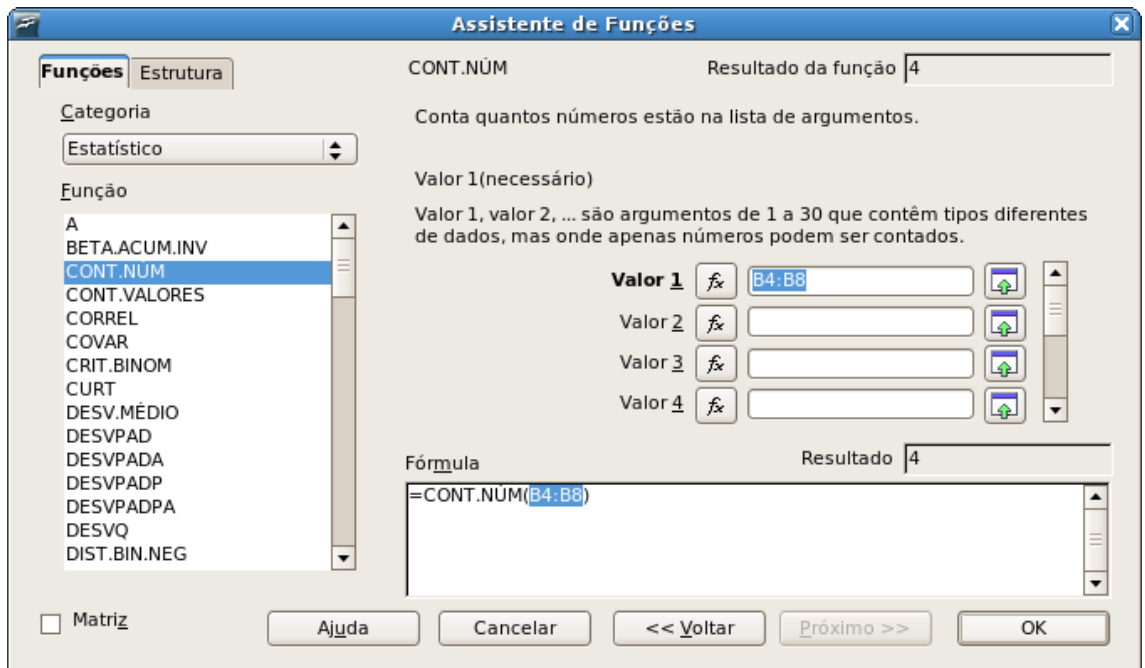 Assistente de Funções
Funções
Estrutura
Categoria
Estatístico
Função
A
BETA.ACUM.INV
CONT.NÚM
CONT.VALORES
CORREL
COVAR
CRIT.BINOM
CURT
DESV.MÉDIO
DESVPAD
DESVPADA
DESVPADP
DESVPADPA
DESVQ
DIST.BIN.NEG
CONT.NÚM
Resultado da função 4
Conta quantos números estão na lista de argumentos.
Valor 1(necessário)
Valor 1, valor 2, ... são argumentos de 1 a 30 que contêm tipos diferentes
de dados, mas onde apenas números podem ser contados.
Valor 1 fx B4:B8
Valor 2 fx
Valor 3 fx
Valor 4 fx
Fórmula
Resultado 4
=CONT.NÚM(B4:B8)
Matriz
Ajuda
Cancelar
<< Voltar
Próximo >>
OK